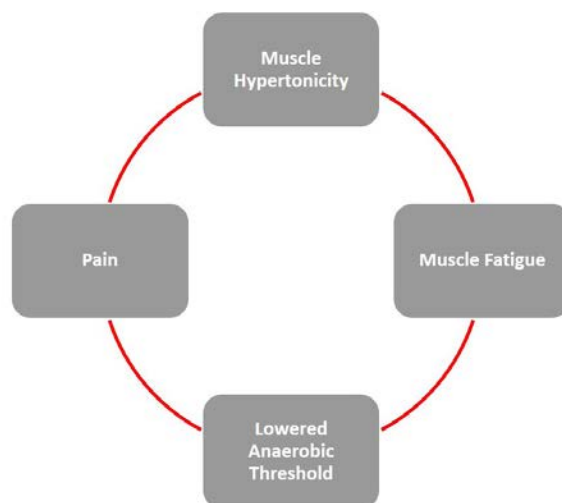 Muscle
Hypertonicity
Pain
Muscle Fatigue
Lowered
Anaerobic
Threshold